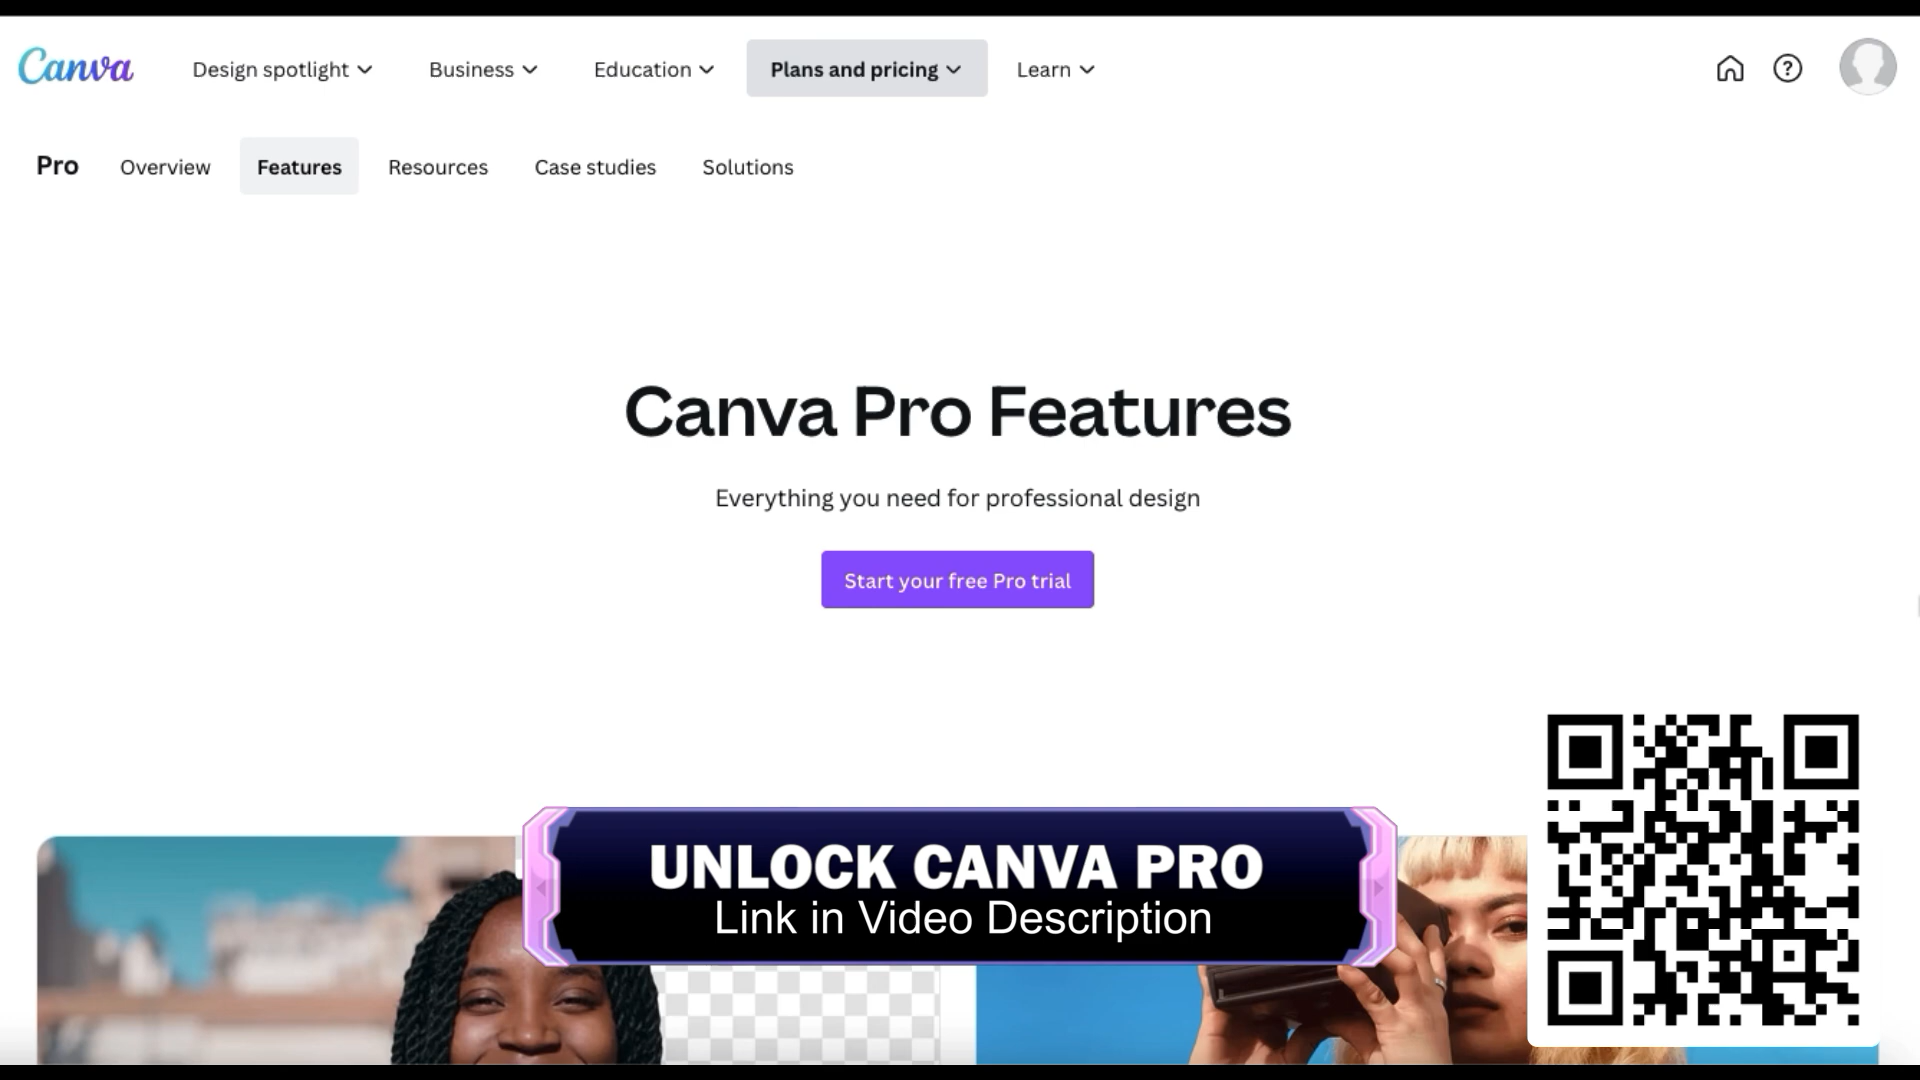 Canva
Design spotlight
Business
Education
Plans and pricing
Learn
?
Pro
Overview
Features
Resources
Case studies
Solutions
Canva Pro Features
Everything you need for professional design
Start your free Pro trial
UNLOCK CANVA PRO
Link in Video Description